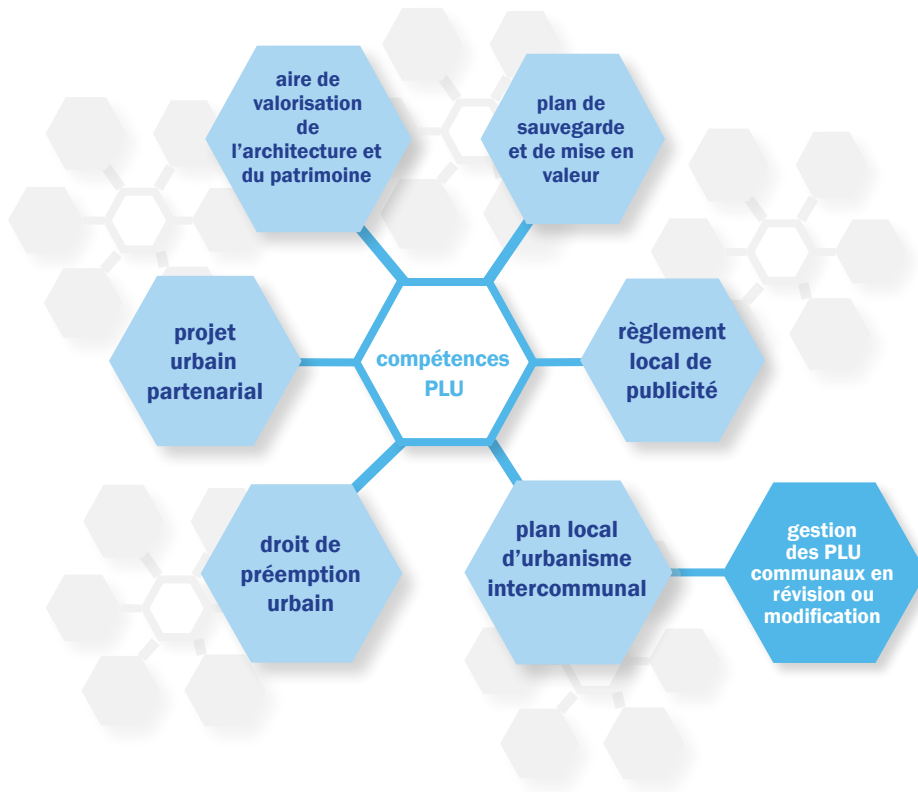 aire de
valorisation
de
l'architecture et
du patrimoine
plan de
sauvegarde
et de mise en
valeur
projet
urbain
partenarial
compétences
PLU
règlement
local de
publicité
droit de
préemption
urbain
plan local
d'urbanisme
intercommunal
gestion
des PLU
communaux en
révision ou
modification